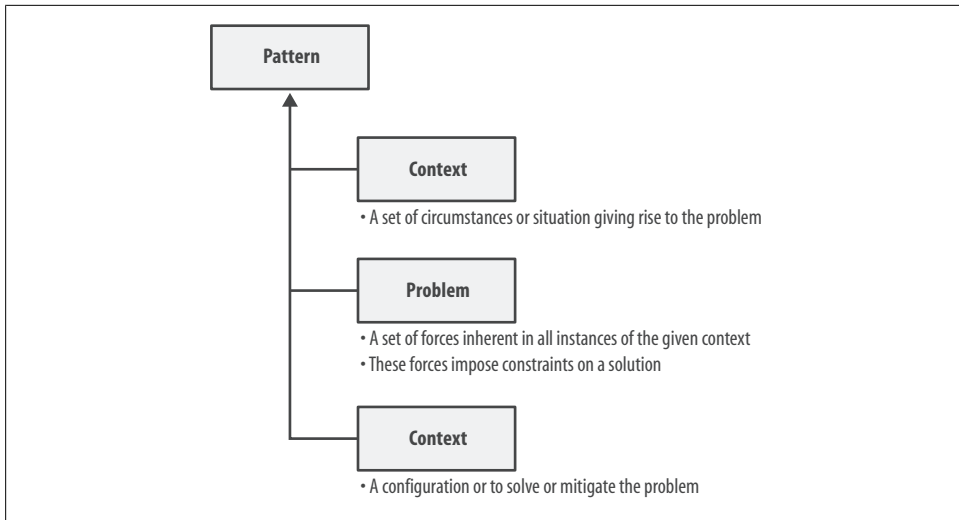 Pattern
Context
• A set of circumstances or situation giving rise to the problem
Problem
• A set of forces inherent in all instances of the given context
• These forces impose constraints on a solution
Context
• A configuration or to solve or mitigate the problem